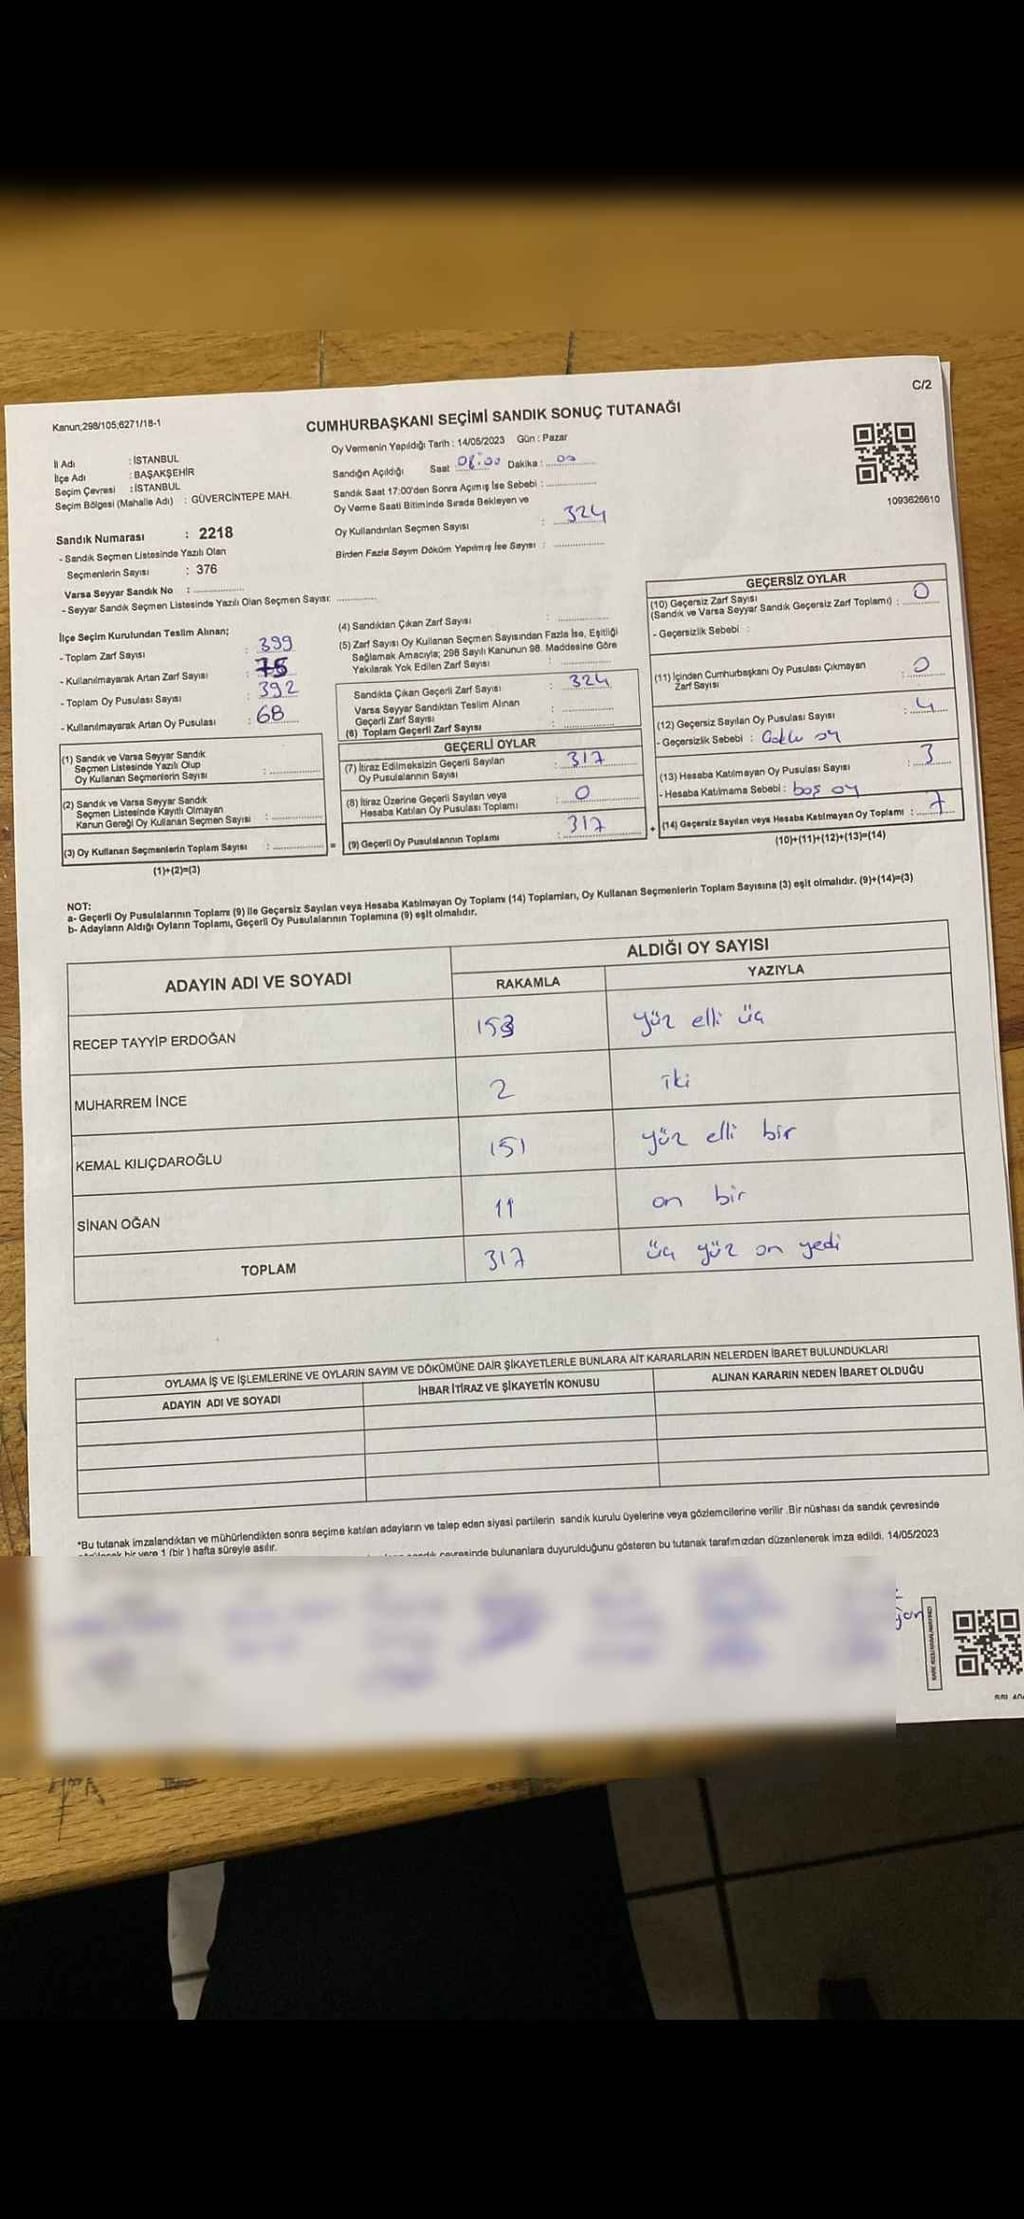 C/2
Kanun;298/105;6271/18-1
CUMHURBAŞKANI SEÇİMİ SANDIK SONUÇ TUTANAĞI
İl Adı : İSTANBUL
İlçe Adı : BAŞAKŞEHİR
Seçim Çevresi : İSTANBUL
Seçim Bölgesi (Mahalle Adı) : GÜVERCİNTEPE MAH.
Sandık Numarası : 2218
- Sandık Seçmen Listesinde Yazılı Olan
Seçmenlerin Sayısı : 376
Varsa Seyyar Sandık No :
- Seyyar Sandık Seçmen Listesinde Yazılı Olan Seçmen Sayısı:
Oy Vermenin Yapıldığı Tarih : 14/05/2023 Gün : Pazar
Sandığın Açıldığı Saat 08:00 Dakika : 00
Sandık Saat 17:00'den Sonra Açımış İse Sebebi :
Oy Verme Saati Bitiminde Sırada Bekleyen ve
Oy Kullandırılan Seçmen Sayısı : 324
Birden Fazla Sayım Döküm Yapılmış İse Sayısı :
1093626610
İlçe Seçim Kurulundan Teslim Alınan;
- Toplam Zarf Sayısı : 399
- Kullanılmayarak Artan Zarf Sayısı : 75
- Toplam Oy Pusulası Sayısı : 392
- Kullanılmayarak Artan Oy Pusulası : 68
(1) Sandık ve Varsa Seyyar Sandık
Seçmen Listesinde Yazılı Olup
Oy Kullanan Seçmenlerin Sayısı :
(2) Sandık ve Varsa Seyyar Sandık
Seçmen Listesinde Kayıtlı Olmayan
Kanun Gereği Oy Kullanan Seçmen Sayısı :
(3) Oy Kullanan Seçmenlerin Toplam Sayısı : =
(1)+(2)=(3)
(4) Sandıktan Çıkan Zarf Sayısı :
(5) Zarf Sayısı Oy Kullanan Seçmen Sayısından Fazla İse, Eşitliği
Sağlamak Amacıyla; 298 Sayılı Kanunun 98. Maddesine Göre
Yakılarak Yok Edilen Zarf Sayısı :
Sandıkta Çıkan Geçerli Zarf Sayısı : 324
Varsa Seyyar Sandıktan Teslim Alınan
Geçerli Zarf Sayısı :
(6) Toplam Geçerli Zarf Sayısı :
GEÇERLİ OYLAR
(7) İtiraz Edilmeksizin Geçerli Sayılan
Oy Pusulalarının Sayısı : 317
(8) İtiraz Üzerine Geçerli Sayılan veya
Hesaba Katılan Oy Pusulası Toplamı : 0
(9) Geçerli Oy Pusulalarının Toplamı : 317 +
GEÇERSİZ OYLAR
(10) Geçersiz Zarf Sayısı
(Sandık ve Varsa Seyyar Sandık Geçersiz Zarf Toplamı) : 0
- Geçersizlik Sebebi :
(11) İçinden Cumhurbaşkanı Oy Pusulası Çıkmayan
Zarf Sayısı : 0
(12) Geçersiz Sayılan Oy Pusulası Sayısı : 4
- Geçersizlik Sebebi : Çoklu oy
(13) Hesaba Katılmayan Oy Pusulası Sayısı : 3
- Hesaba Katılmama Sebebi : boş oy
(14) Geçersiz Sayılan veya Hesaba Katılmayan Oy Toplamı : 7
(10)+(11)+(12)+(13)=(14)
NOT:
a- Geçerli Oy Pusulalarının Toplamı (9) ile Geçersiz Sayılan veya Hesaba Katılmayan Oy Toplamı (14) Toplamları, Oy Kullanan Seçmenlerin Toplam Sayısına (3) eşit olmalıdır. (9)+(14)=(3)
b- Adayların Aldığı Oyların Toplamı, Geçerli Oy Pusulalarının Toplamına (9) eşit olmalıdır.
ADAYIN ADI VE SOYADI
ALDIĞI OY SAYISI
RAKAMLA YAZIYLA
RECEP TAYYİP ERDOĞAN 153 yüz elli üç
MUHARREM İNCE 2 iki
KEMAL KILIÇDAROĞLU 151 yüz elli bir
SİNAN OĞAN 11 on bir
TOPLAM 317 üç yüz on yedi
OYLAMA İŞ VE İŞLEMLERİNE VE OYLARIN SAYIM VE DÖKÜMÜNE DAİR ŞİKAYETLERLE BUNLARA AİT KARARLARIN NELERDEN İBARET BULUNDUKLARI
ADAYIN ADI VE SOYADI İHBAR İTİRAZ VE ŞİKAYETİN KONUSU ALINAN KARARIN NEDEN İBARET OLDUĞU
*Bu tutanak imzalandıktan ve mühürlendikten sonra seçime katılan adayların ve talep eden siyasi partilerin sandık kurulu üyelerine veya gözlemcilerine verilir .Bir nüshası da sandık çevresinde
bir yere 1 (bir ) hafta süreyle asılır.
çevresinde bulunanlara duyurulduğunu gösteren bu tutanak tarafımızdan düzenlenerek imza edildi. 14/05/2023